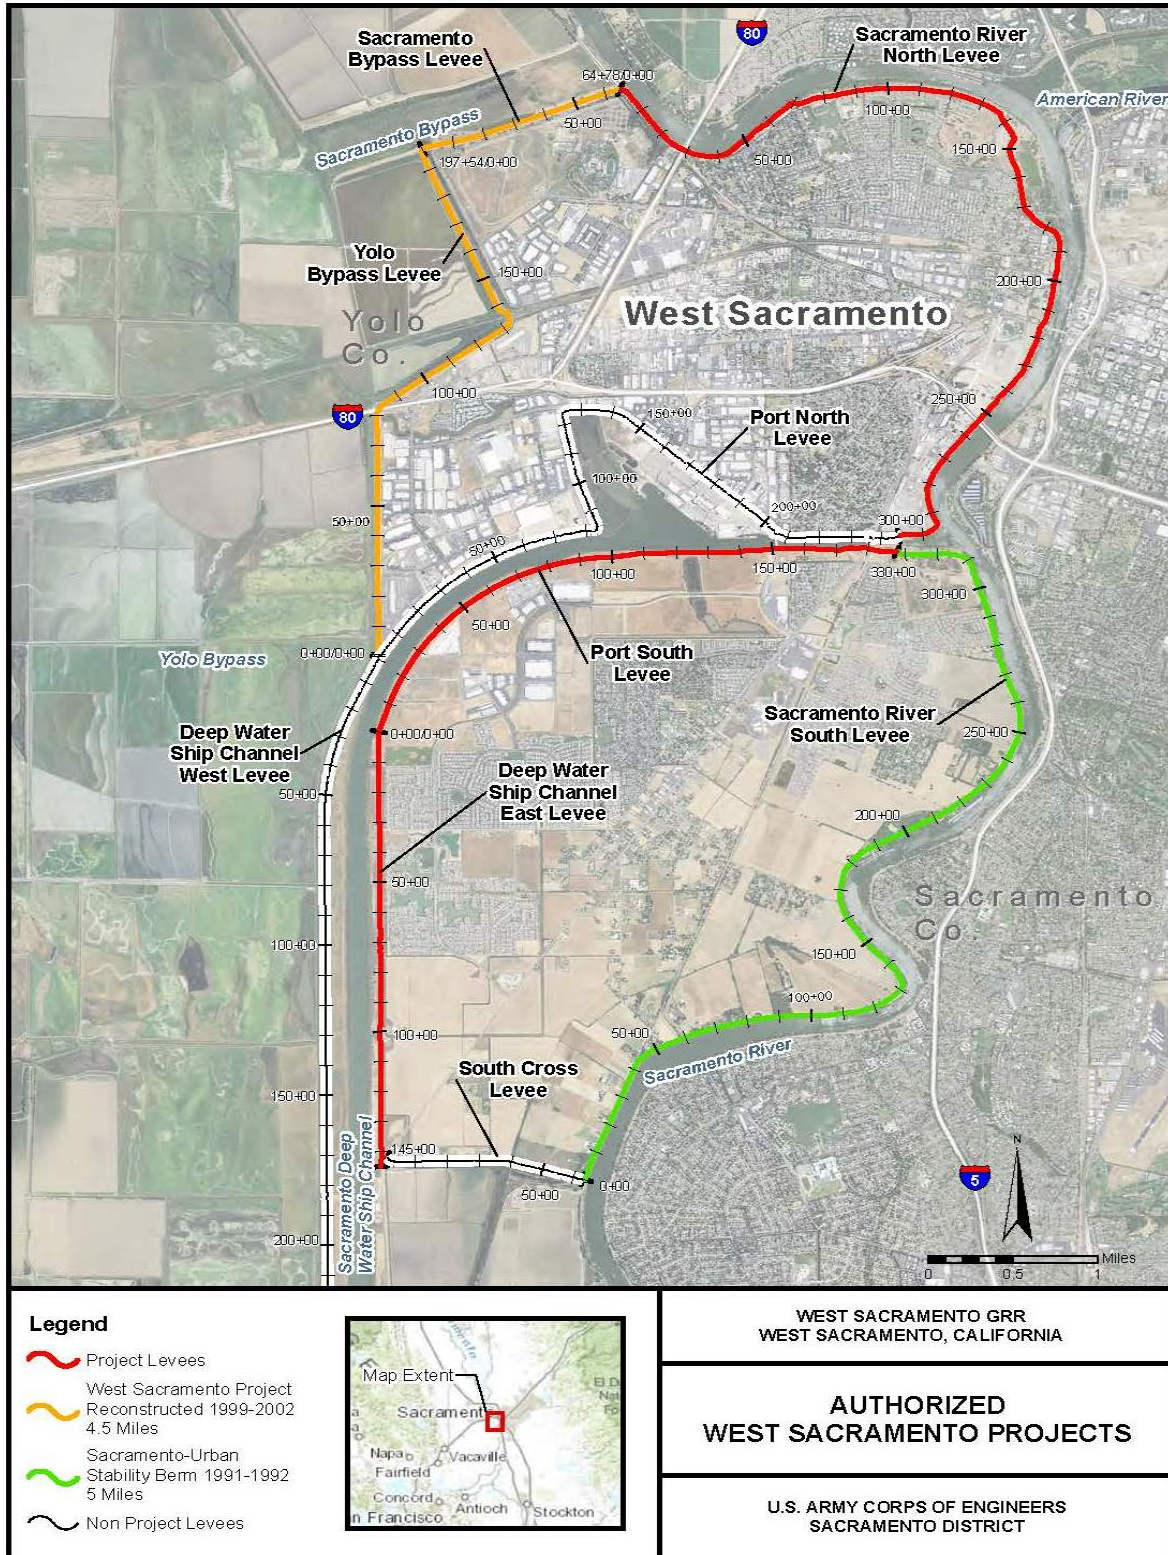 80
Sacramento
Bypass Levee
Sacramento River
North Levee
64+78/0+00
American River
100+00
50+00
Sacramento Bypass
150+00
50+00
197+54/0+00
Yolo
Bypass Levee
150+00
200+00
West Sacramento
Yolo
Co.
100+00
80
250+00
150+00
Port North
Levee
100+00
200+00
50+00
300+00
50+00
100+00
150+00
330+00
300+00
50+00
0+00/0+00
Yolo Bypass
Port South
Levee
Sacramento River
South Levee
250+00
Deep Water
Ship Channel
West Levee
0+00/0+00
Deep Water
Ship Channel
East Levee
50+00
200+00
50+00
Sacramento
Co.
100+00
150+00
100+00
50+00
100+00
Sacramento River
South Cross
Levee
150+00
145+00
Sacramento Deep
Water Ship Channel
50+00
0+00
N
5
200+00
Miles
0
0.5
1
Legend
Project Levees
West Sacramento Project
Reconstructed 1999-2002
4.5 Miles
Sacramento-Urban
Stability Berm 1991-1992
5 Miles
Non Project Levees
Map Extent
Sacrament
El D
Napa
Vacaville
Fairfield
Concord
Antioch
Stockton
n Francisco
WEST SACRAMENTO GRR
WEST SACRAMENTO, CALIFORNIA
AUTHORIZED
WEST SACRAMENTO PROJECTS
U.S. ARMY CORPS OF ENGINEERS
SACRAMENTO DISTRICT